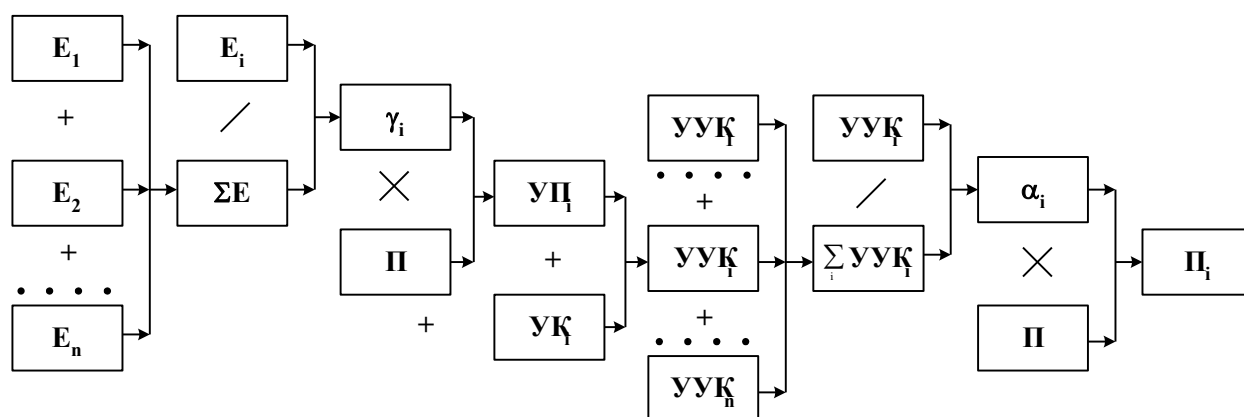 E₁
+
E₂
+
• • • •
Eₙ
Eᵢ
/
ΣE
γᵢ
×
П
+
УПᵢ
+
УКᵢ
УУКᵢ
• • • •
+
УУКᵢ
+
• • • •
УУКₙ
УУКᵢ
/
∑ᵢ УУКᵢ
αᵢ
×
П
Пᵢ